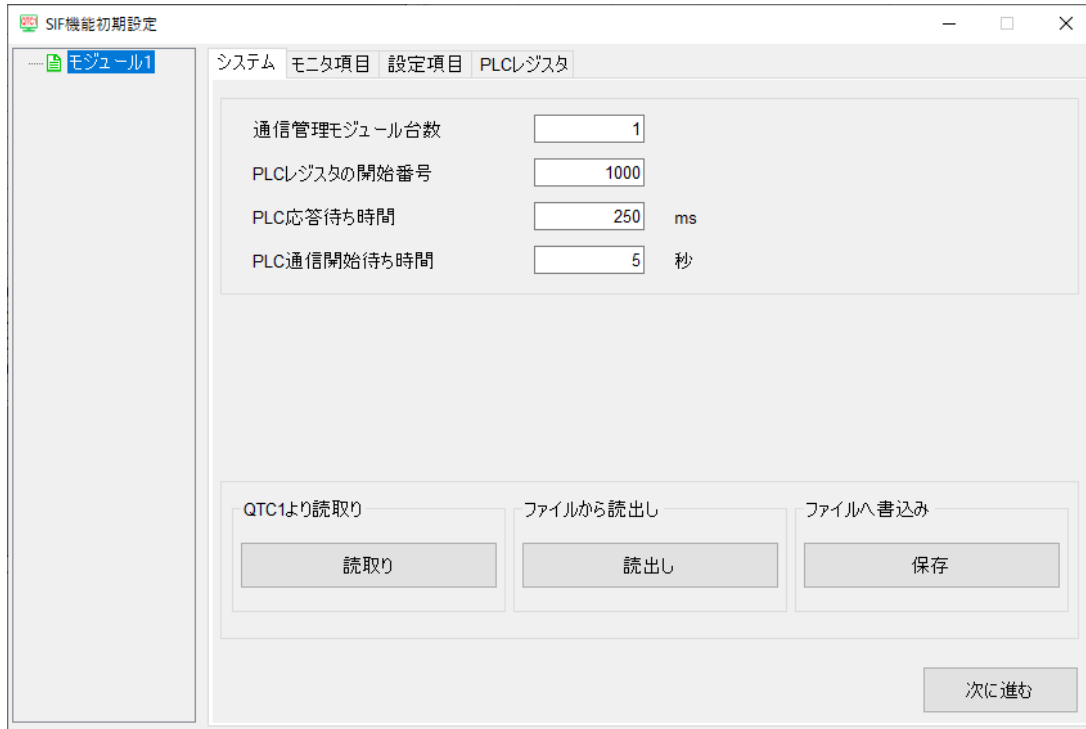 QTC1 SIF機能初期設定
モジュール1
システム モニタ項目 設定項目 PLCレジスタ
通信管理モジュール台数 1
PLCレジスタの開始番号 1000
PLC応答待ち時間 250 ms
PLC通信開始待ち時間 5 秒
QTC1より読取り ファイルから読出し ファイルへ書込み
読取り 読出し 保存
次に進む